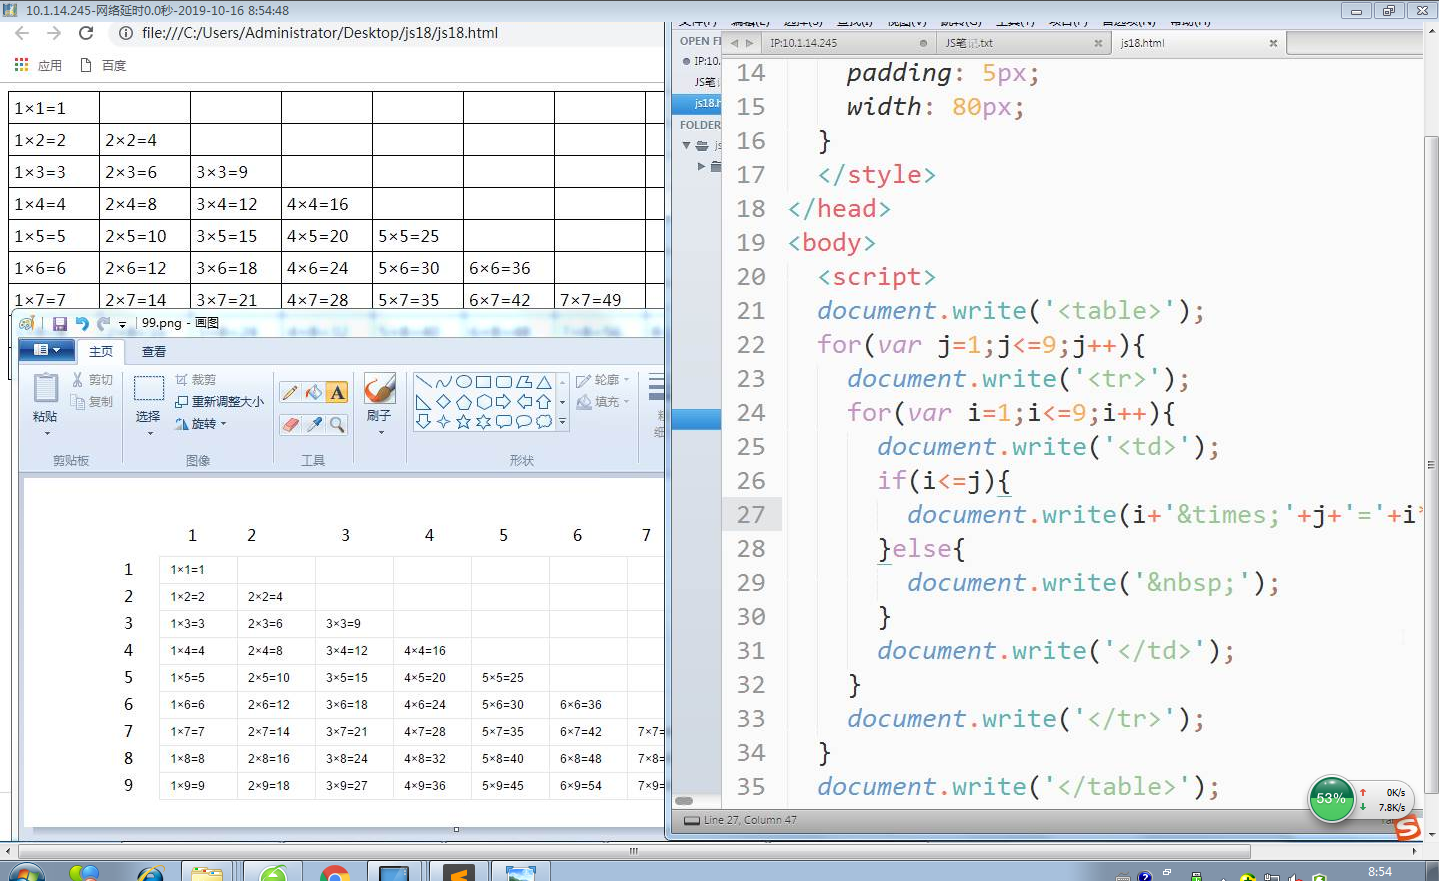 10.1.14.245-网络延时0.0秒-2019-10-16 8:54:48
file:///C:/Users/Administrator/Desktop/js18/js18.html
应用 百度
1×1=1
1×2=2 2×2=4
1×3=3 2×3=6 3×3=9
1×4=4 2×4=8 3×4=12 4×4=16
1×5=5 2×5=10 3×5=15 4×5=20 5×5=25
1×6=6 2×6=12 3×6=18 4×6=24 5×6=30 6×6=36
1×7=7 2×7=14 3×7=21 4×7=28 5×7=35 6×7=42 7×7=49
99.png - 画图
主页 查看
粘贴 剪切 复制 剪贴板
选择 裁剪 重新调整大小 旋转 图像
A 工具
刷子
轮廓 填充 形状
1 2 3 4 5 6 7
1 1×1=1
2 1×2=2 2×2=4
3 1×3=3 2×3=6 3×3=9
4 1×4=4 2×4=8 3×4=12 4×4=16
5 1×5=5 2×5=10 3×5=15 4×5=20 5×5=25
6 1×6=6 2×6=12 3×6=18 4×6=24 5×6=30 6×6=36
7 1×7=7 2×7=14 3×7=21 4×7=28 5×7=35 6×7=42 7×7=
8 1×8=8 2×8=16 3×8=24 4×8=32 5×8=40 6×8=48 7×8=
9 1×9=9 2×9=18 3×9=27 4×9=36 5×9=45 6×9=54 7×9=
OPEN FI
IP:10.
JS笔
js18.h
FOLDER
js
IP:10.1.14.245 JS笔记.txt js18.html
14 padding: 5px;
15 width: 80px;
16 }
17 </style>
18 </head>
19 <body>
20 <script>
21 document.write('<table>');
22 for(var j=1;j<=9;j++){
23 document.write('<tr>');
24 for(var i=1;i<=9;i++){
25 document.write('<td>');
26 if(i<=j){
27 document.write(i+'&times;'+j+'='+i*
28 }else{
29 document.write('&nbsp;');
30 }
31 document.write('</td>');
32 }
33 document.write('</tr>');
34 }
35 document.write('</table>');
Line 27, Column 47
53% 0K/s
7.8K/s
8:54